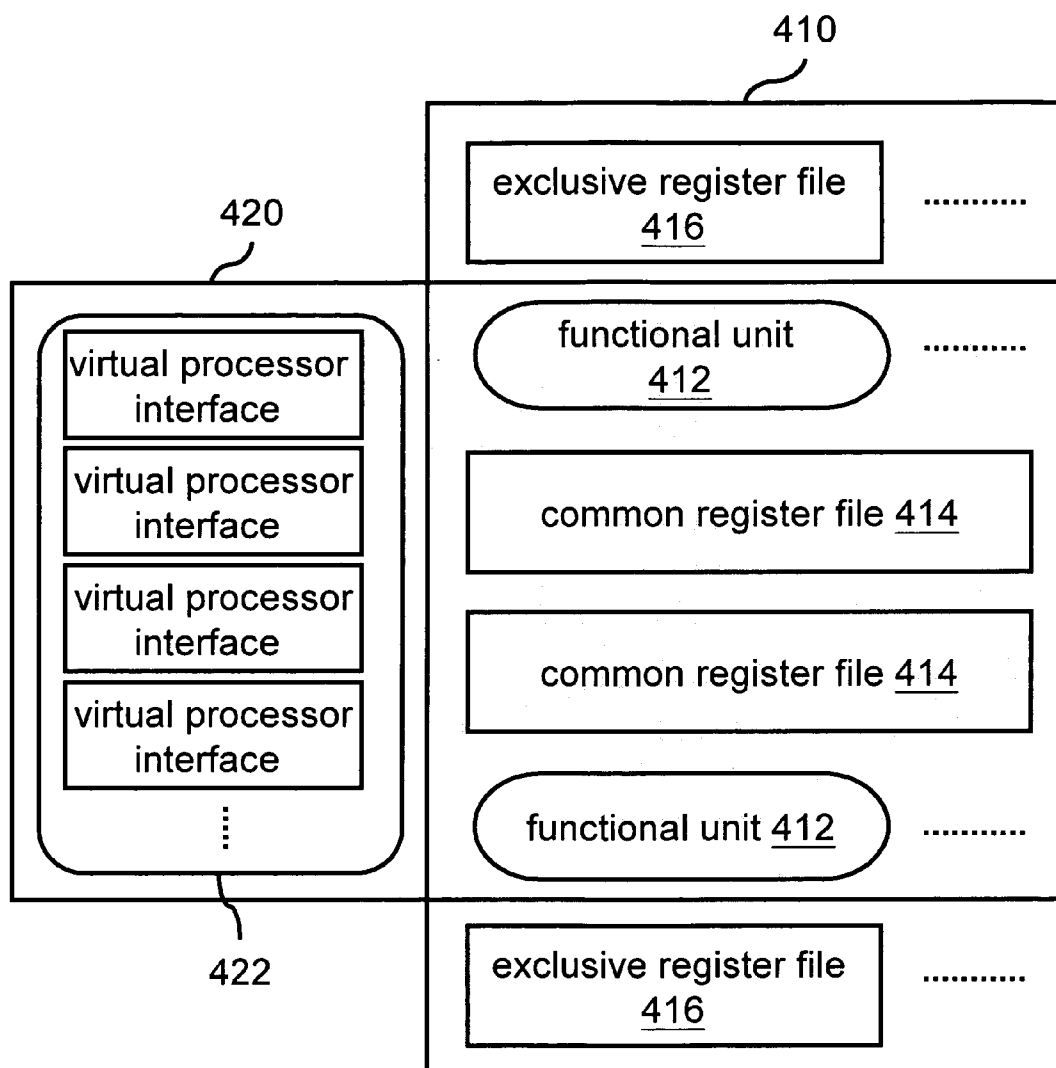 410
exclusive register file
416
............
420
functional unit
412
............
virtual processor
interface
virtual processor
interface
virtual processor
interface
virtual processor
interface
common register file 414
common register file 414
functional unit 412
............
422
exclusive register file
416
............